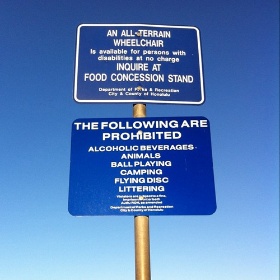 AN ALL-TERRAIN
WHEELCHAIR
is available for persons with
disabilities at no charge
INQUIRE AT
FOOD CONCESSION STAND
Department of Parks & Recreation
City & County of Honolulu
THE FOLLOWING ARE
PROHIBITED
ALCOHOLIC BEVERAGES
ANIMALS
BALL PLAYING
CAMPING
FLYING DISC
LITTERING
Department of Parks and Recreation
City & County of Honolulu